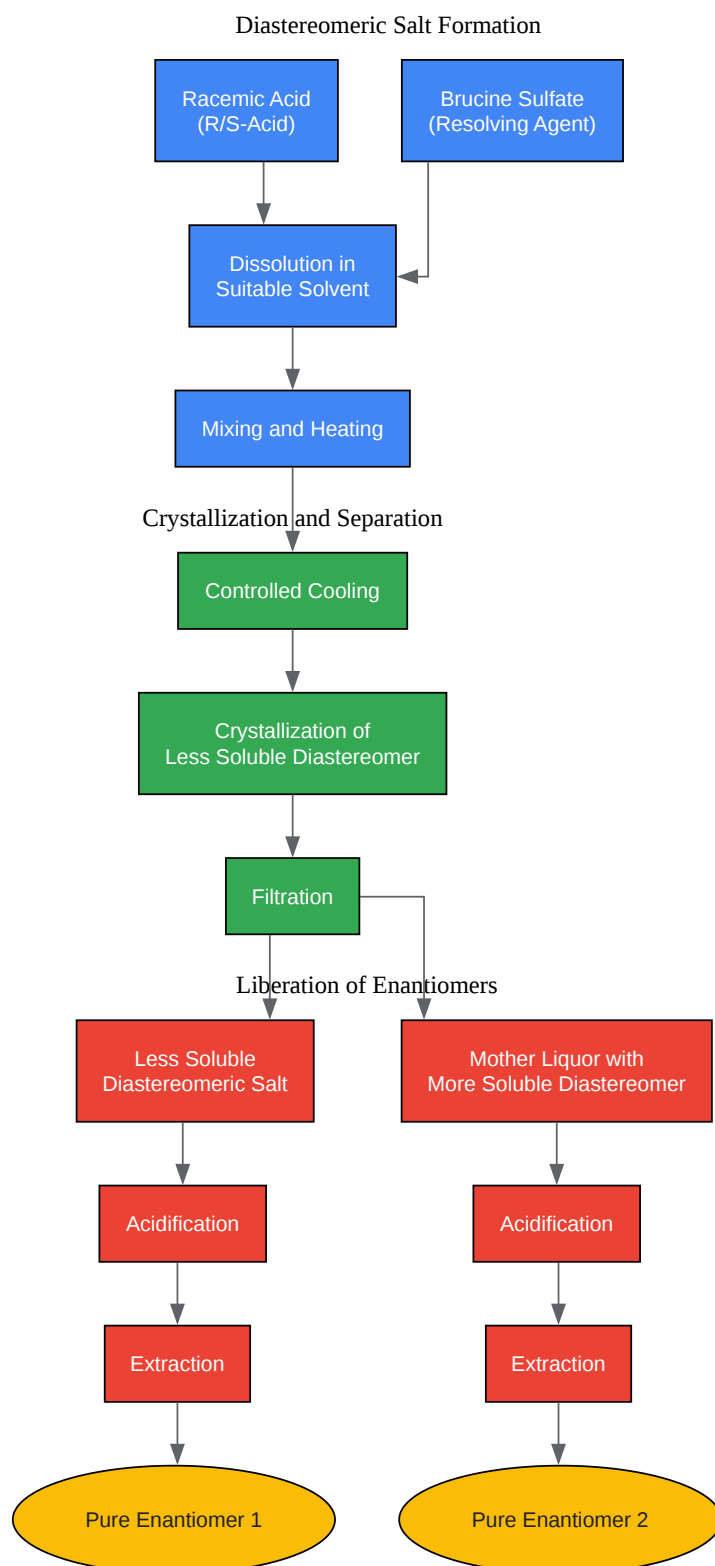 Diastereomeric Salt Formation
Racemic Acid
(R/S-Acid)
Brucine Sulfate
(Resolving Agent)
Dissolution in
Suitable Solvent
Mixing and Heating
Crystallization and Separation
Controlled Cooling
Crystallization of
Less Soluble Diastereomer
Filtration
Liberation of Enantiomers
Less Soluble
Diastereomeric Salt
Mother Liquor with
More Soluble Diastereomer
Acidification
Acidification
Extraction
Extraction
Pure Enantiomer 1
Pure Enantiomer 2